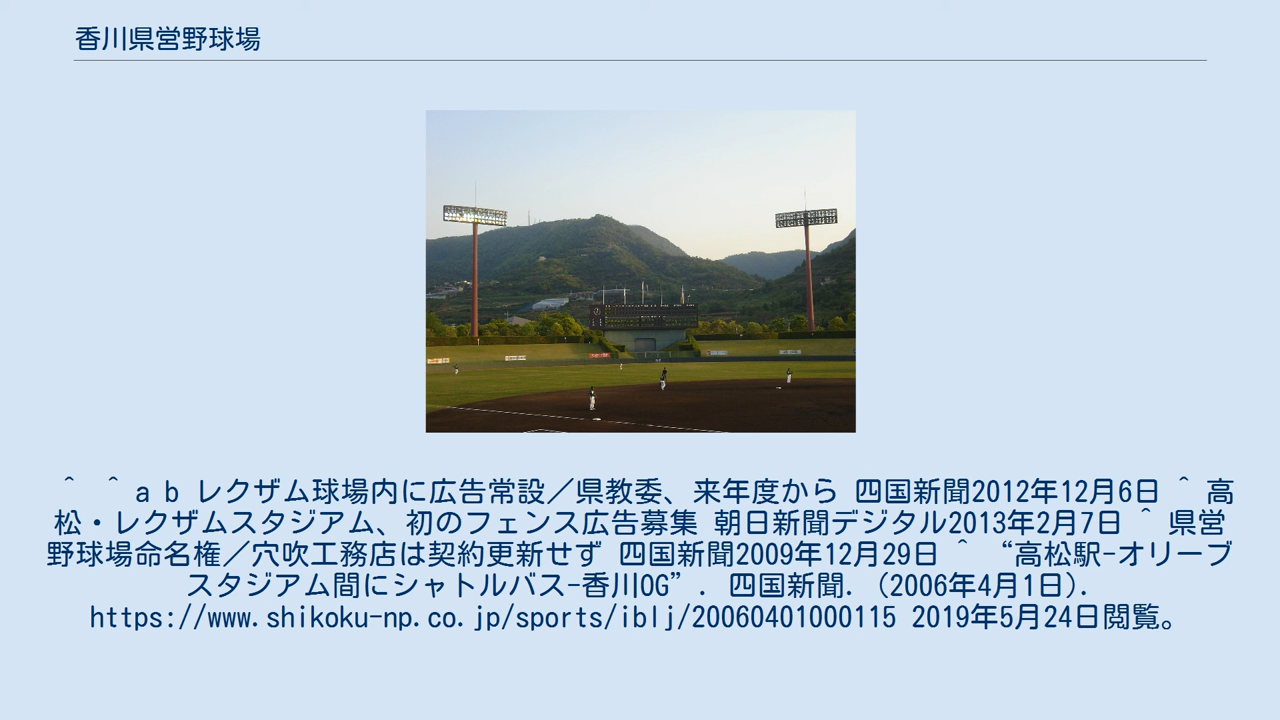 香川県営野球場
^ ^ a b レクザム球場内に広告常設／県教委、来年度から 四国新聞2012年12月6日 ^ 高
松・レクザムスタジアム、初のフェンス広告募集 朝日新聞デジタル2013年2月7日 ^ 県営
野球場命名権／穴吹工務店は契約更新せず 四国新聞2009年12月29日 ^ “高松駅-オリーブ
スタジアム間にシャトルバス-香川OG”. 四国新聞. (2006年4月1日).
https://www.shikoku-np.co.jp/sports/iblj/20060401000115 2019年5月24日閲覧。